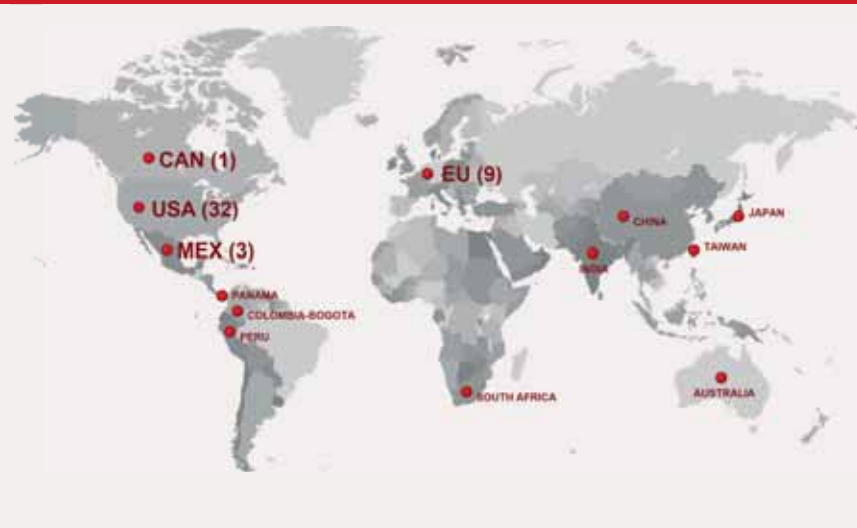 CAN (1)
EU (9)
USA (32)
JAPAN
CHINA
MEX (3)
TAIWAN
INDIA
PANAMA
COLOMBIA-BOGOTA
PERU
AUSTRALIA
SOUTH AFRICA